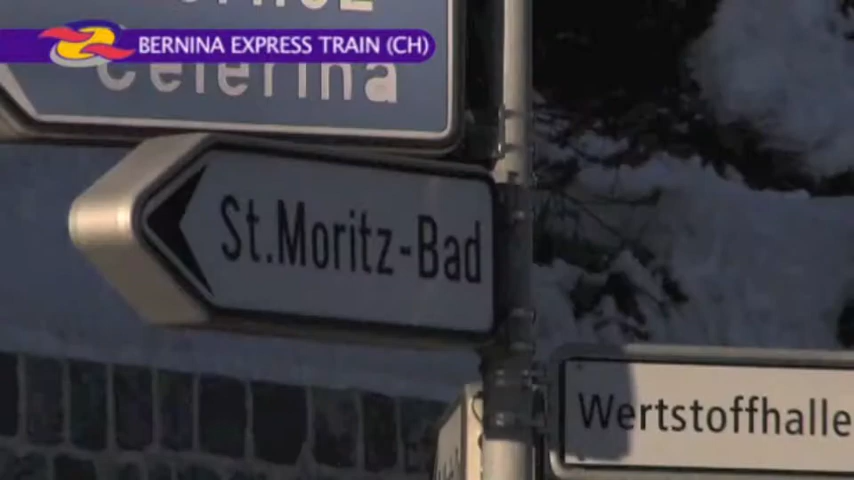 BERNINA EXPRESS TRAIN (CH)
Celerina
St.Moritz-Bad
Wertstoffhalle